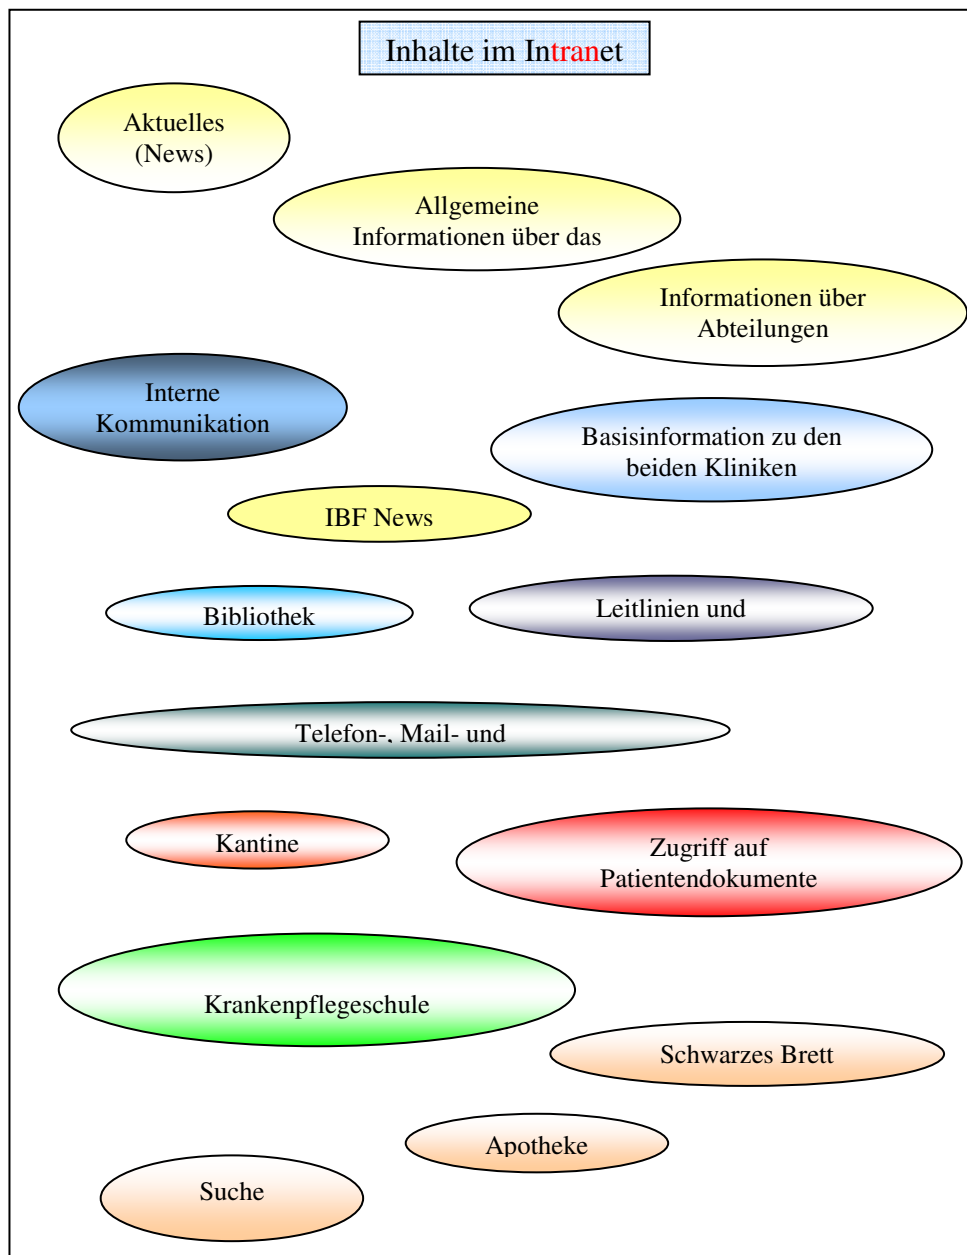 Inhalte im Intranet
Aktuelles
(News)
Allgemeine
Informationen über das
Informationen über
Abteilungen
Interne
Kommunikation
Basisinformation zu den
beiden Kliniken
IBF News
Bibliothek
Leitlinien und
Telefon-, Mail- und
Kantine
Zugriff auf
Patientendokumente
Krankenpflegeschule
Schwarzes Brett
Apotheke
Suche